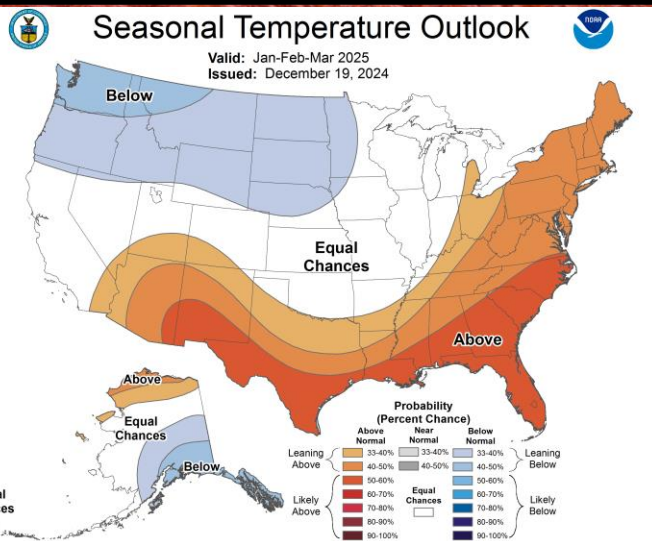 Seasonal Temperature Outlook
NOAA
Valid: Jan-Feb-Mar 2025
Issued: December 19, 2024
Below
Equal
Chances
Above
Above
Equal
Chances
Below
Probability
(Percent Chance)
Above
Normal
Near
Normal
Below
Normal
Leaning
Above
33-40%
33-40%
33-40%
Leaning
Below
40-50%
40-50%
40-50%
Likely
Above
50-60%
60-70%
70-80%
80-90%
90-100%
Equal
Chances
50-60%
60-70%
70-80%
80-90%
90-100%
Likely
Below